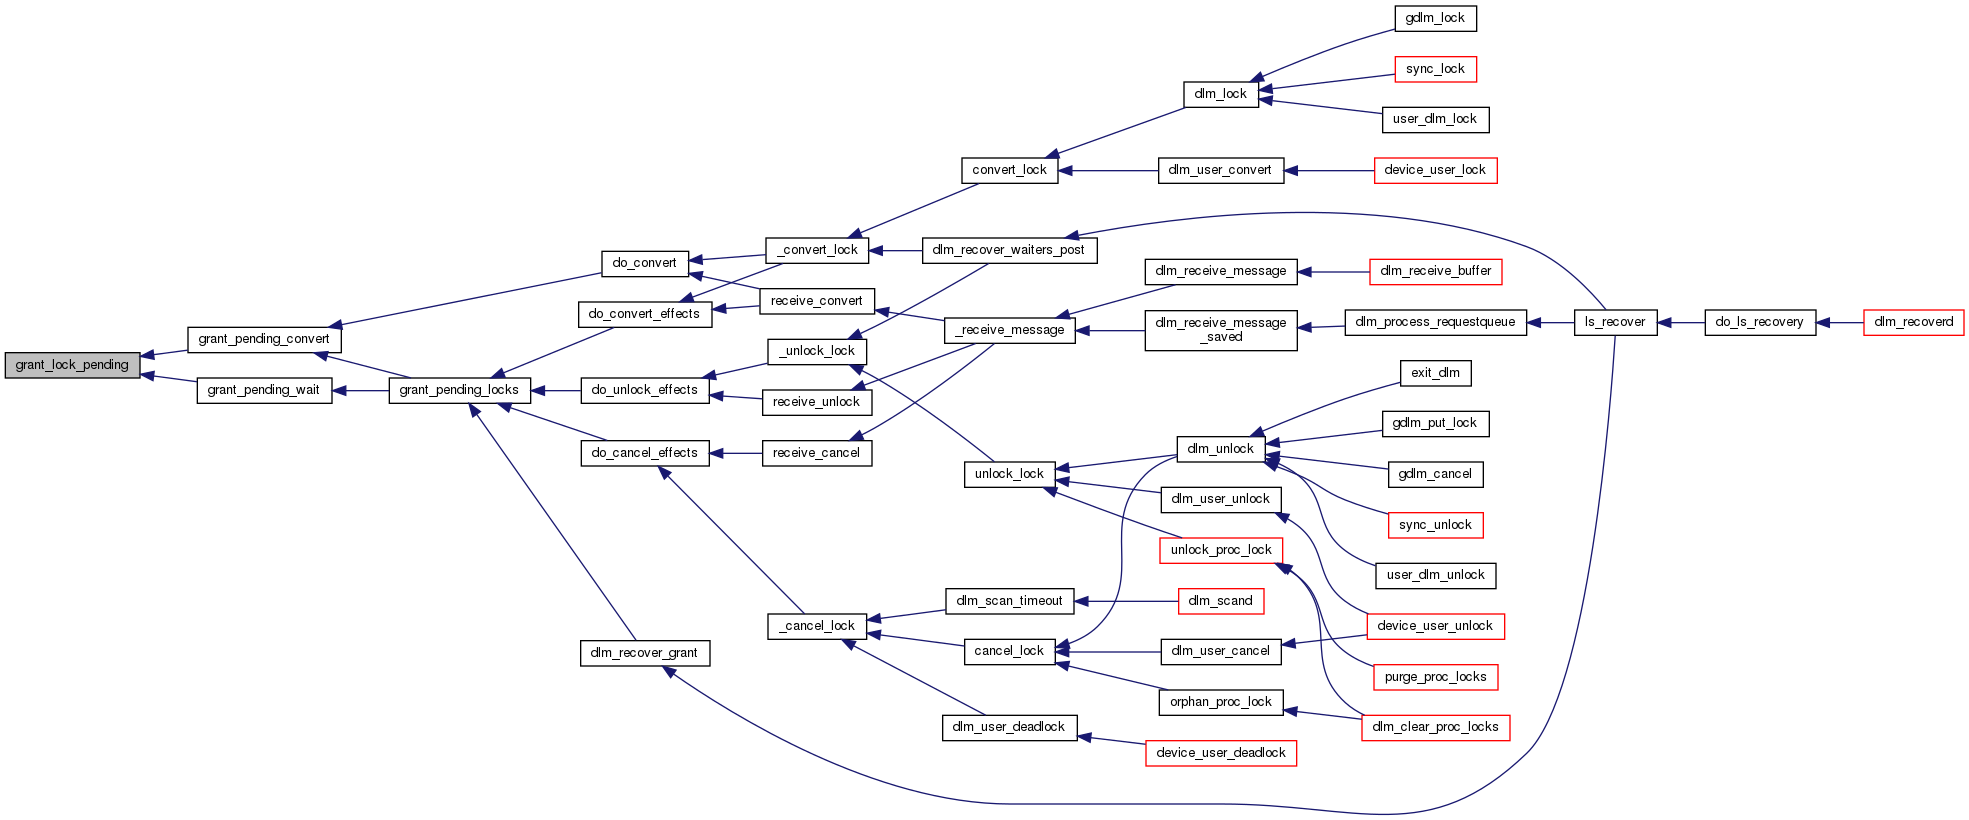 gdlm_lock
sync_lock
dlm_lock
user_dlm_lock
convert_lock
dlm_user_convert
device_user_lock
_convert_lock
dlm_recover_waiters_post
do_convert
dlm_receive_message
dlm_receive_buffer
receive_convert
do_convert_effects
_receive_message
dlm_receive_message
_saved
dlm_process_requestqueue
ls_recover
do_ls_recovery
dlm_recoverd
grant_pending_convert
_unlock_lock
grant_lock_pending
exit_dlm
grant_pending_wait
grant_pending_locks
do_unlock_effects
receive_unlock
gdlm_put_lock
do_cancel_effects
receive_cancel
dlm_unlock
unlock_lock
gdlm_cancel
dlm_user_unlock
sync_unlock
unlock_proc_lock
user_dlm_unlock
dlm_scan_timeout
dlm_scand
_cancel_lock
device_user_unlock
dlm_recover_grant
cancel_lock
dlm_user_cancel
purge_proc_locks
orphan_proc_lock
dlm_user_deadlock
dlm_clear_proc_locks
device_user_deadlock